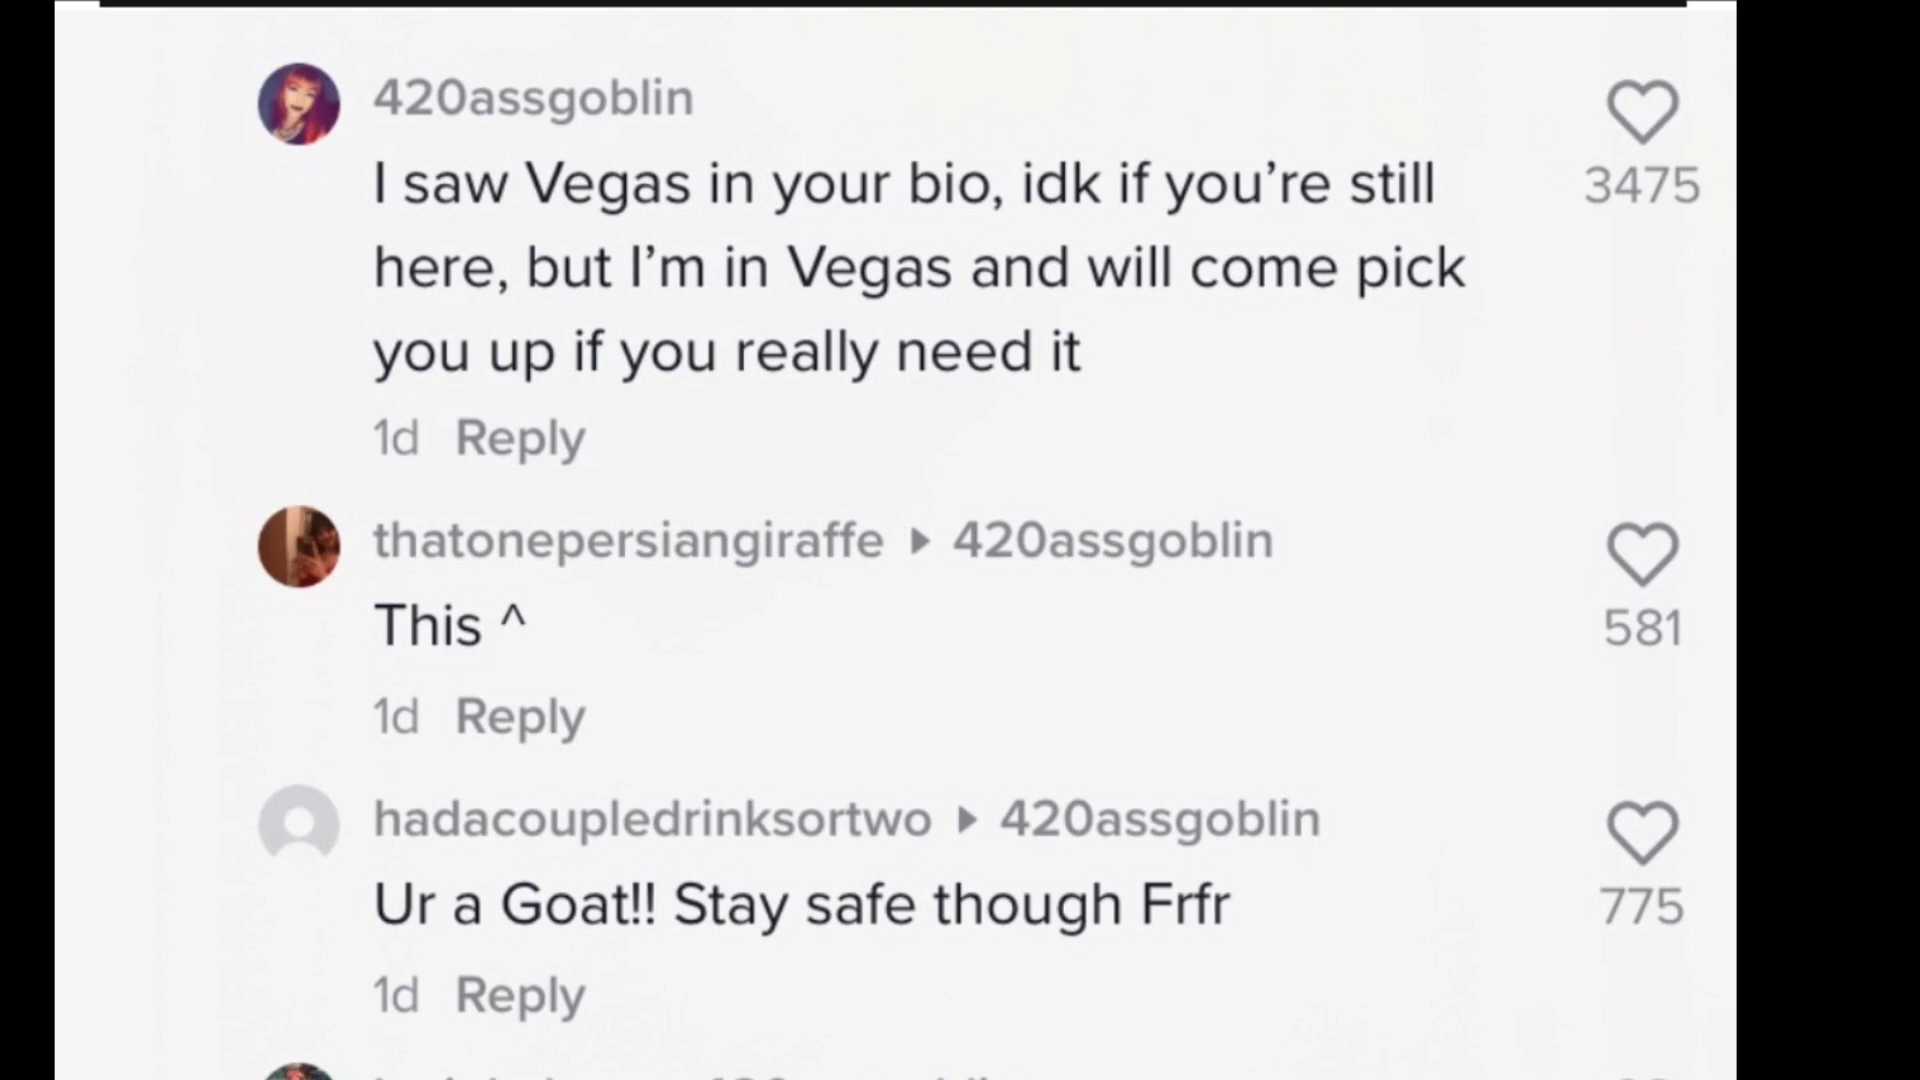 420assgoblin
3475
I saw Vegas in your bio, idk if you’re still
here, but I’m in Vegas and will come pick
you up if you really need it
1d Reply
thatonepersiangiraffe ▸ 420assgoblin
581
This ^
1d Reply
hadacoupledrinksortwo ▸ 420assgoblin
775
Ur a Goat!! Stay safe though Frfr
1d Reply